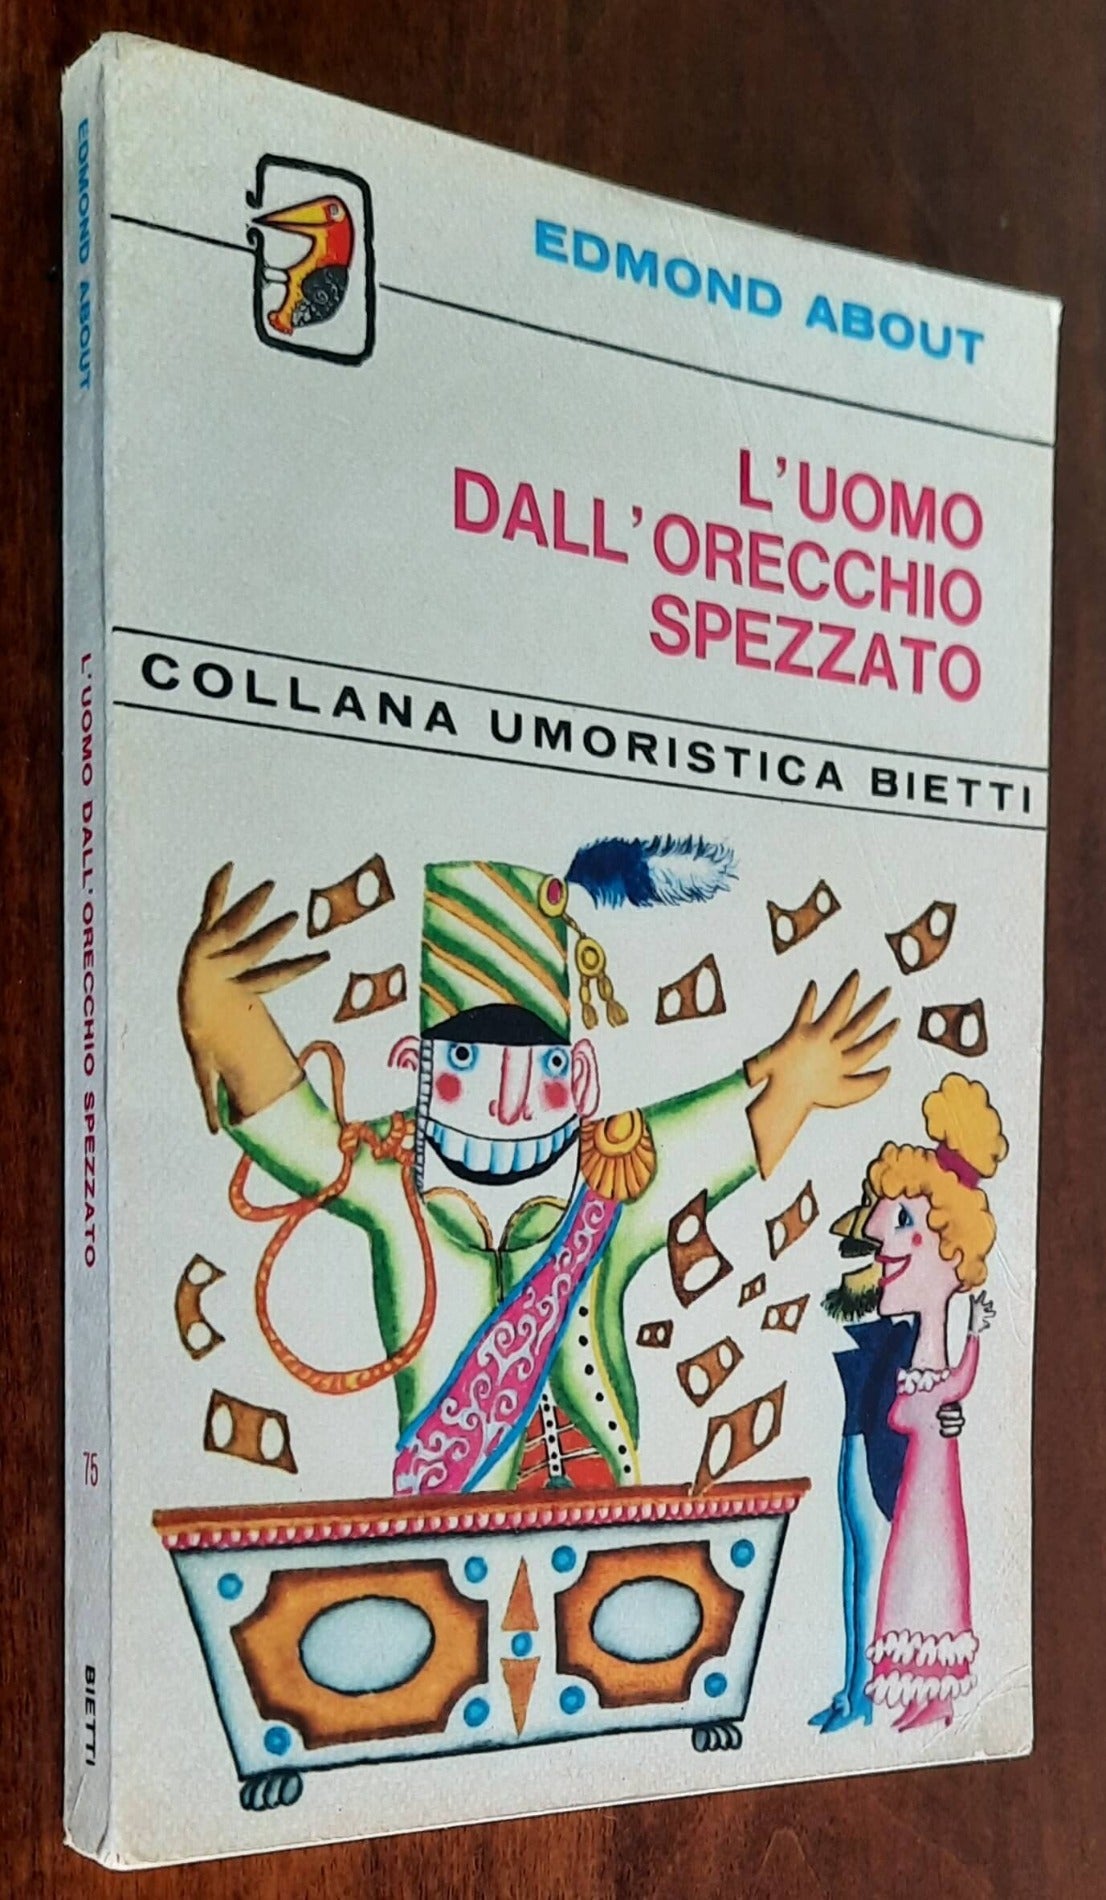 EDMOND ABOUT
L'UOMO
DALL'ORECCHIO
SPEZZATO
COLLANA UMORISTICA BIETTI
EDMOND ABOUT
L'UOMO DALL'ORECCHIO SPEZZATO
75
BIETTI